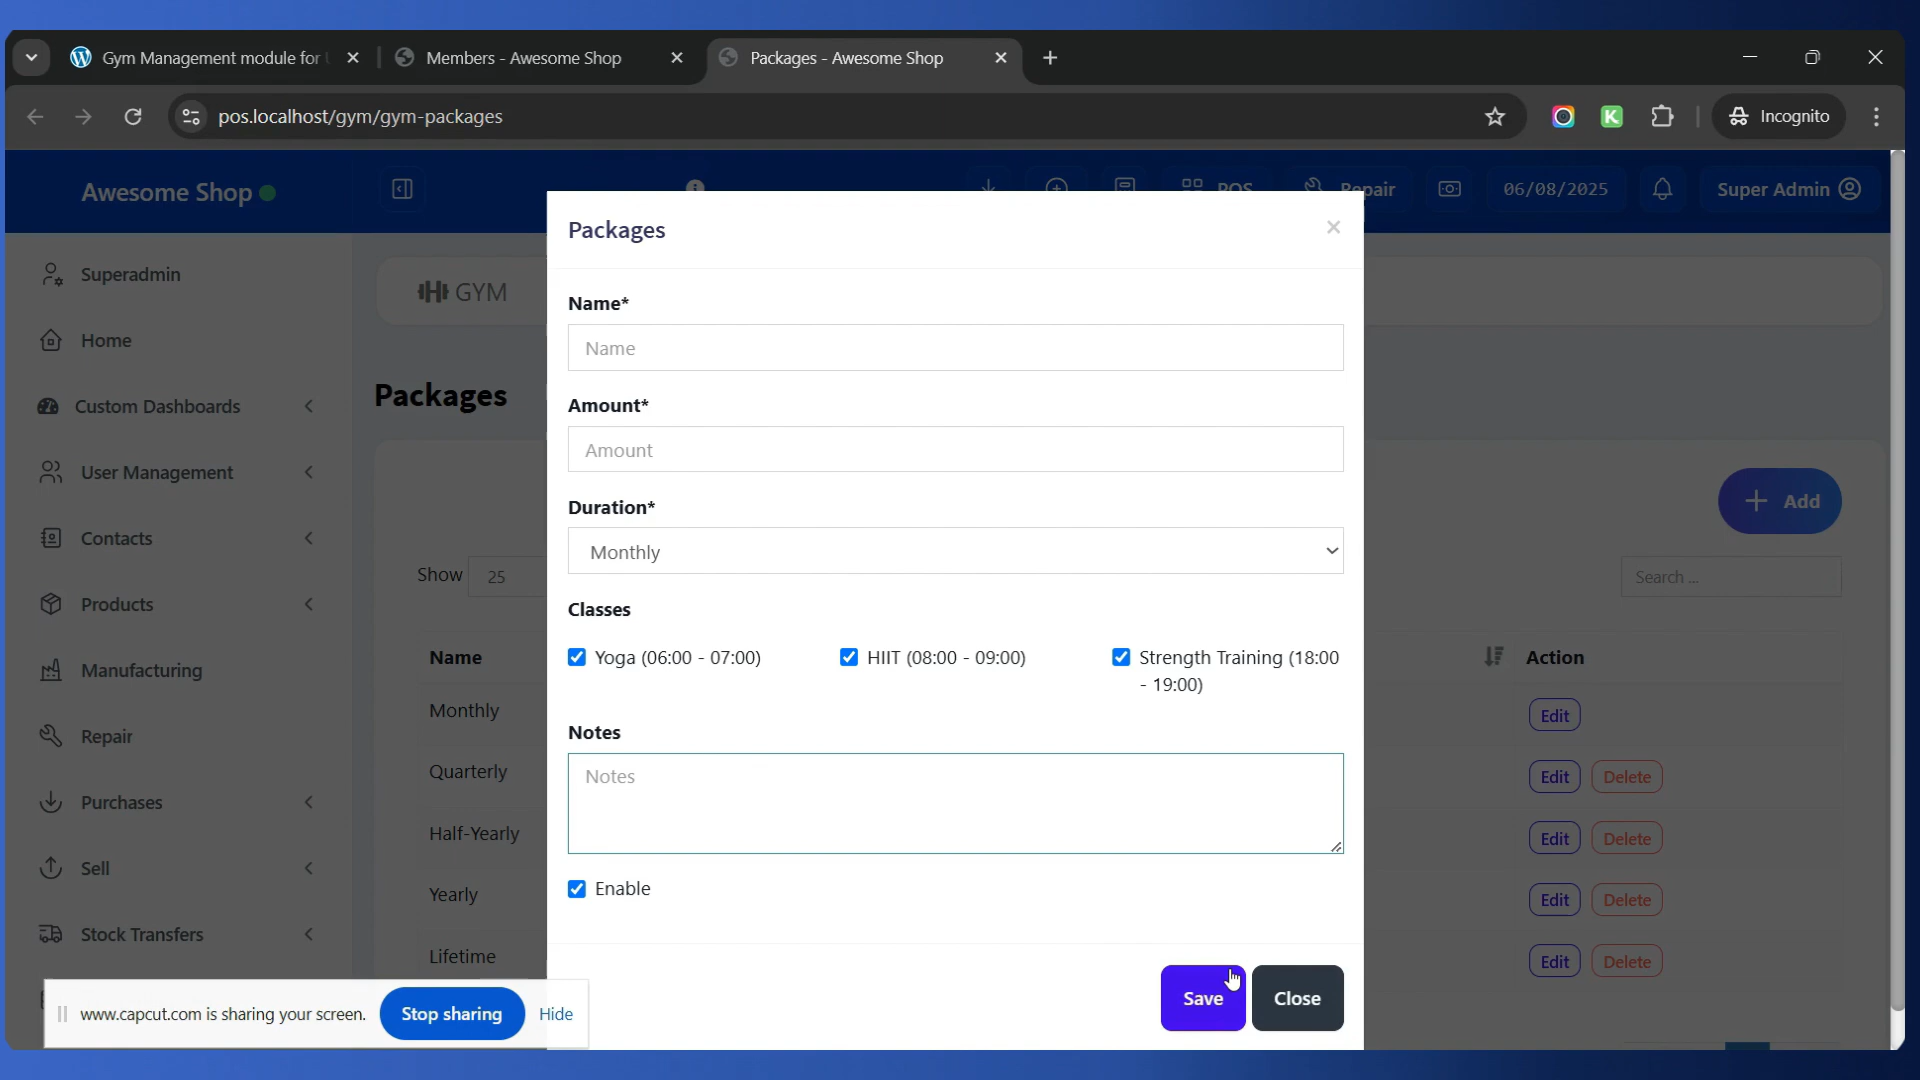 Gym Management module for
Members - Awesome Shop
Packages - Awesome Shop
pos.localhost/gym/gym-packages
K
Incognito
Awesome Shop
POS
Repair
06/08/2025
Super Admin
Superadmin
Home
Custom Dashboards
User Management
Contacts
Products
Manufacturing
Repair
Purchases
Sell
Stock Transfers
GYM
Packages
Add
Show 25
Search ...
Name
Action
Monthly
Edit
Quarterly
Edit Delete
Half-Yearly
Edit Delete
Yearly
Edit Delete
Lifetime
Edit Delete
Packages
×
Name*
Name
Amount*
Amount
Duration*
Monthly
Classes
Yoga (06:00 - 07:00)
HIIT (08:00 - 09:00)
Strength Training (18:00
- 19:00)
Notes
Notes
Enable
Save
Close
www.capcut.com is sharing your screen.
Stop sharing
Hide